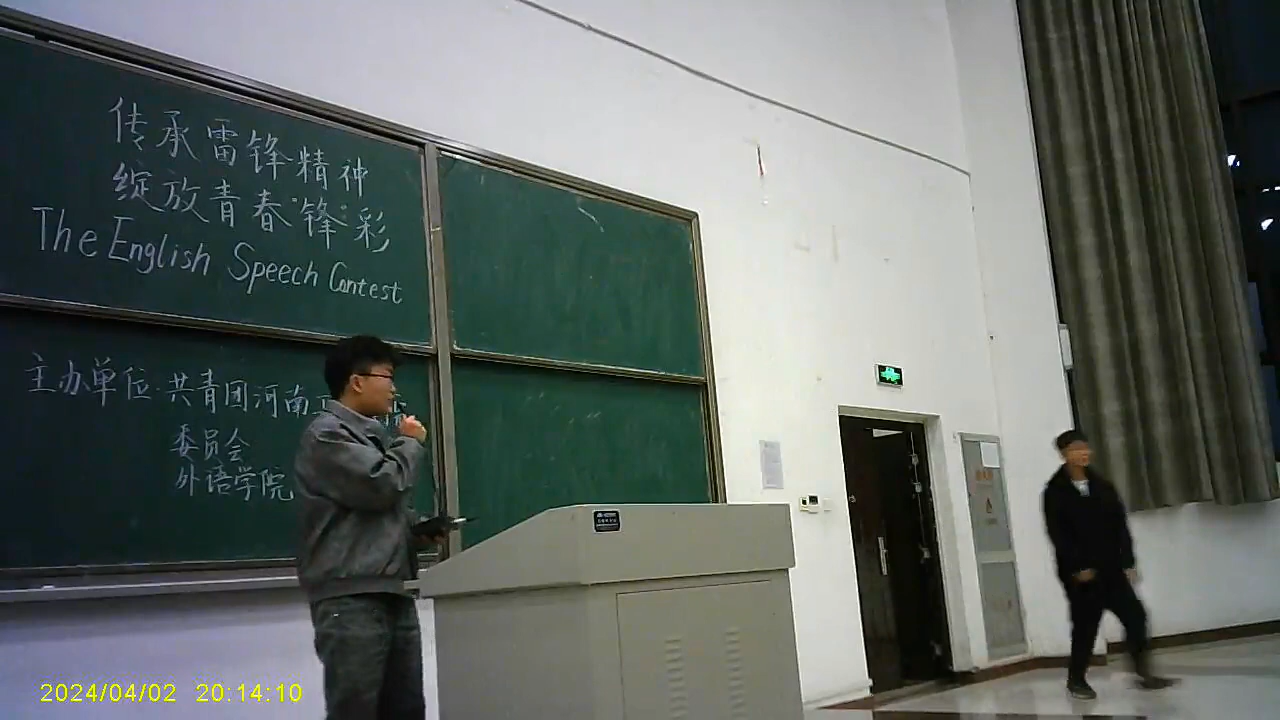 传承雷锋精神
绽放青春"锋"彩
The English Speech Contest
主办单位:共青团河南
委员会
外语学院
2024/04/02 20:14:10